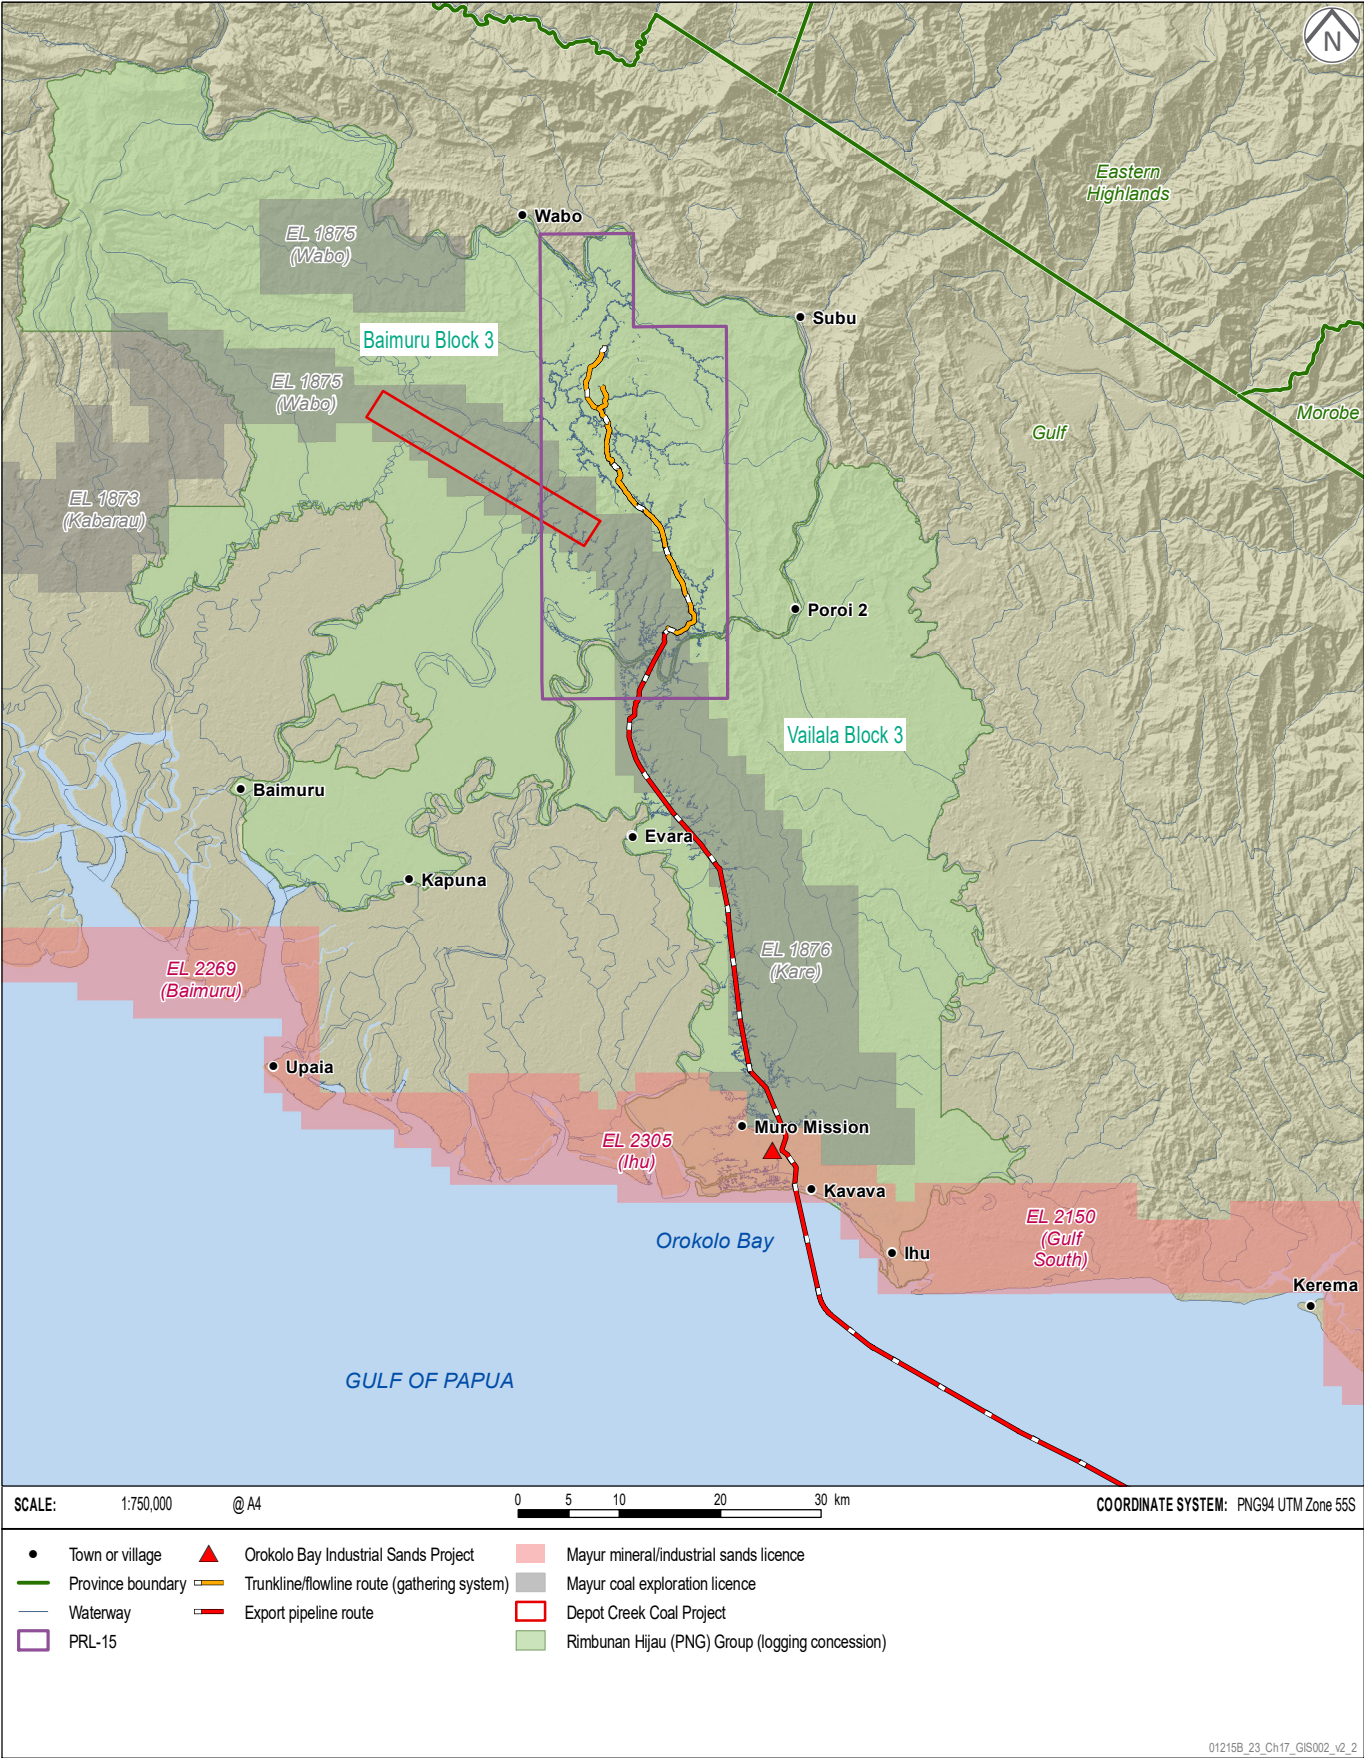 N
Eastern
Highlands
Wabo
EL 1875
(Wabo)
Subu
Baimuru Block 3
EL 1875
(Wabo)
Morobe
Gulf
EL 1873
(Kabarau)
Poroi 2
Vailala Block 3
Baimuru
Evara
Kapuna
EL 1876
(Kare)
EL 2269
(Baimuru)
Upaia
Muro Mission
EL 2305
(Ihu)
Kavava
EL 2150
(Gulf
South)
Orokolo Bay
Ihu
Kerema
GULF OF PAPUA
SCALE: 1:750,000 @ A4
0 5 10 20 30 km
COORDINATE SYSTEM: PNG94 UTM Zone 55S
Town or village
Province boundary
Waterway
PRL-15
Orokolo Bay Industrial Sands Project
Trunkline/flowline route (gathering system)
Export pipeline route
Mayur mineral/industrial sands licence
Mayur coal exploration licence
Depot Creek Coal Project
Rimbunan Hijau (PNG) Group (logging concession)
01215B_23_Ch17_GIS002_v2_2